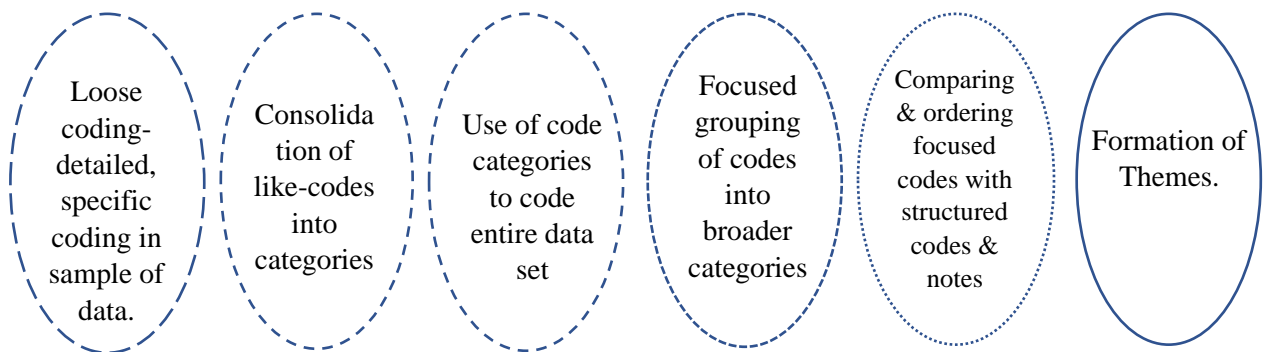 Loose
coding-
detailed,
specific
coding in
sample of
data.
Consolida
tion of
like-codes
into
categories
Use of code
categories
to code
entire data
set
Focused
grouping
of codes
into
broader
categories
Comparing
& ordering
focused
codes with
structured
codes &
notes
Formation of
Themes.